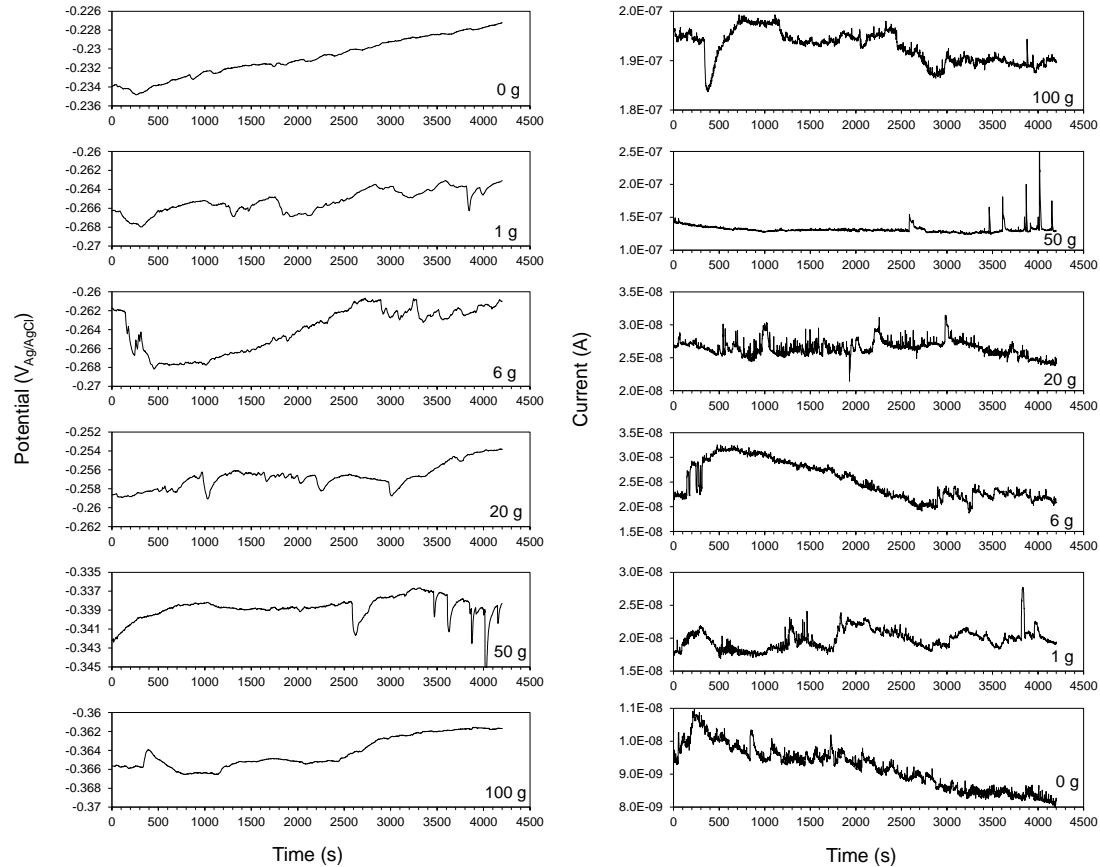 Potential (VAg/AgCl)
-0.226
-0.228
-0.23
-0.232
-0.234
-0.236
0 500 1000 1500 2000 2500 3000 3500 4000 4500
0 g
-0.26
-0.262
-0.264
-0.266
-0.268
-0.27
0 500 1000 1500 2000 2500 3000 3500 4000 4500
1 g
-0.26
-0.262
-0.264
-0.266
-0.268
-0.27
0 500 1000 1500 2000 2500 3000 3500 4000 4500
6 g
-0.252
-0.254
-0.256
-0.258
-0.26
-0.262
0 500 1000 1500 2000 2500 3000 3500 4000 4500
20 g
-0.335
-0.337
-0.339
-0.341
-0.343
-0.345
0 500 1000 1500 2000 2500 3000 3500 4000 4500
50 g
-0.36
-0.362
-0.364
-0.366
-0.368
-0.37
0 500 1000 1500 2000 2500 3000 3500 4000 4500
100 g
Time (s)
Current (A)
2.0E-07
1.9E-07
1.8E-07
0 500 1000 1500 2000 2500 3000 3500 4000 4500
100 g
2.5E-07
2.0E-07
1.5E-07
1.0E-07
0 500 1000 1500 2000 2500 3000 3500 4000 4500
50 g
3.5E-08
3.0E-08
2.5E-08
2.0E-08
0 500 1000 1500 2000 2500 3000 3500 4000 4500
20 g
3.5E-08
3.0E-08
2.5E-08
2.0E-08
1.5E-08
0 500 1000 1500 2000 2500 3000 3500 4000 4500
6 g
3.0E-08
2.5E-08
2.0E-08
1.5E-08
0 500 1000 1500 2000 2500 3000 3500 4000 4500
1 g
1.1E-08
1.0E-08
9.0E-09
8.0E-09
0 500 1000 1500 2000 2500 3000 3500 4000 4500
0 g
Time (s)